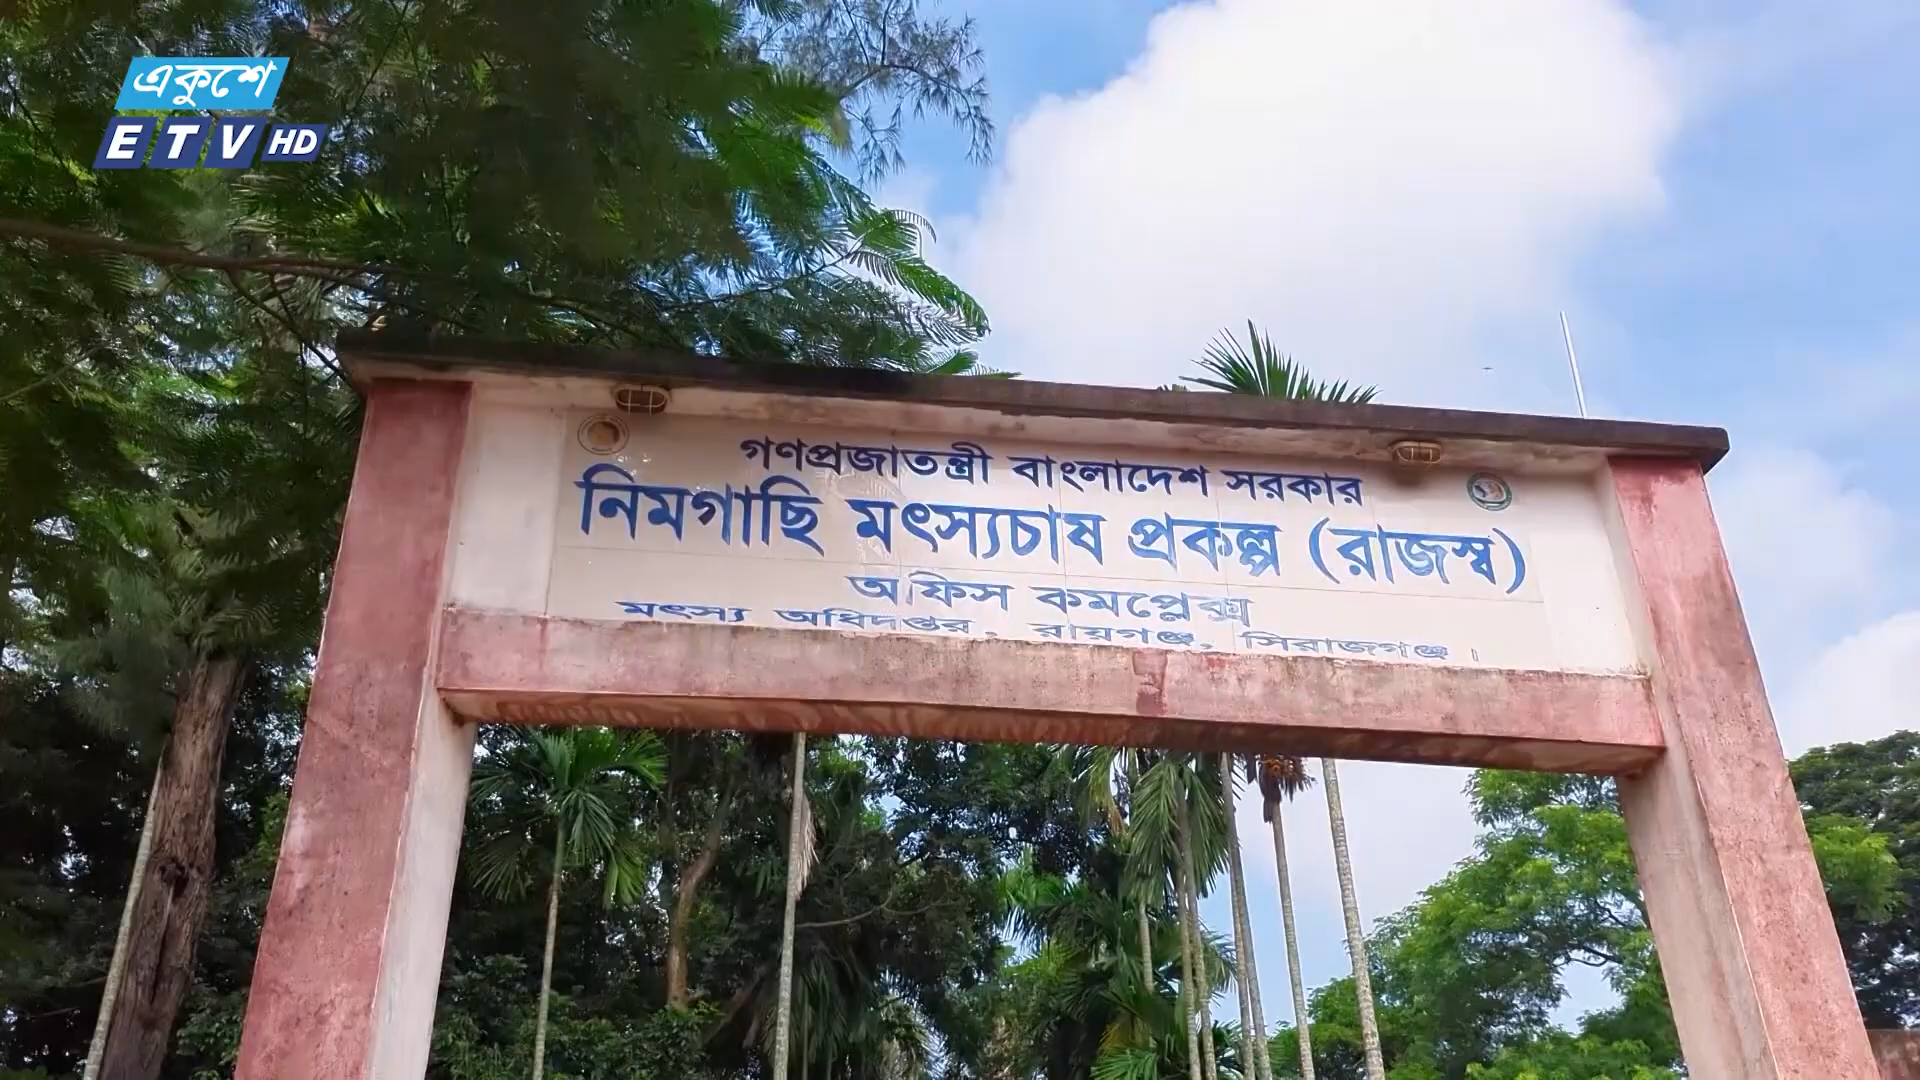 একুশে
ETV HD
গণপ্রজাতন্ত্রী বাংলাদেশ সরকার
নিমগাছি মৎস্যচাষ প্রকল্প (রাজস্ব)
অফিস কমপ্লেক্স
মৎস্য অধিদপ্তর, রায়গঞ্জ, সিরাজগঞ্জ।